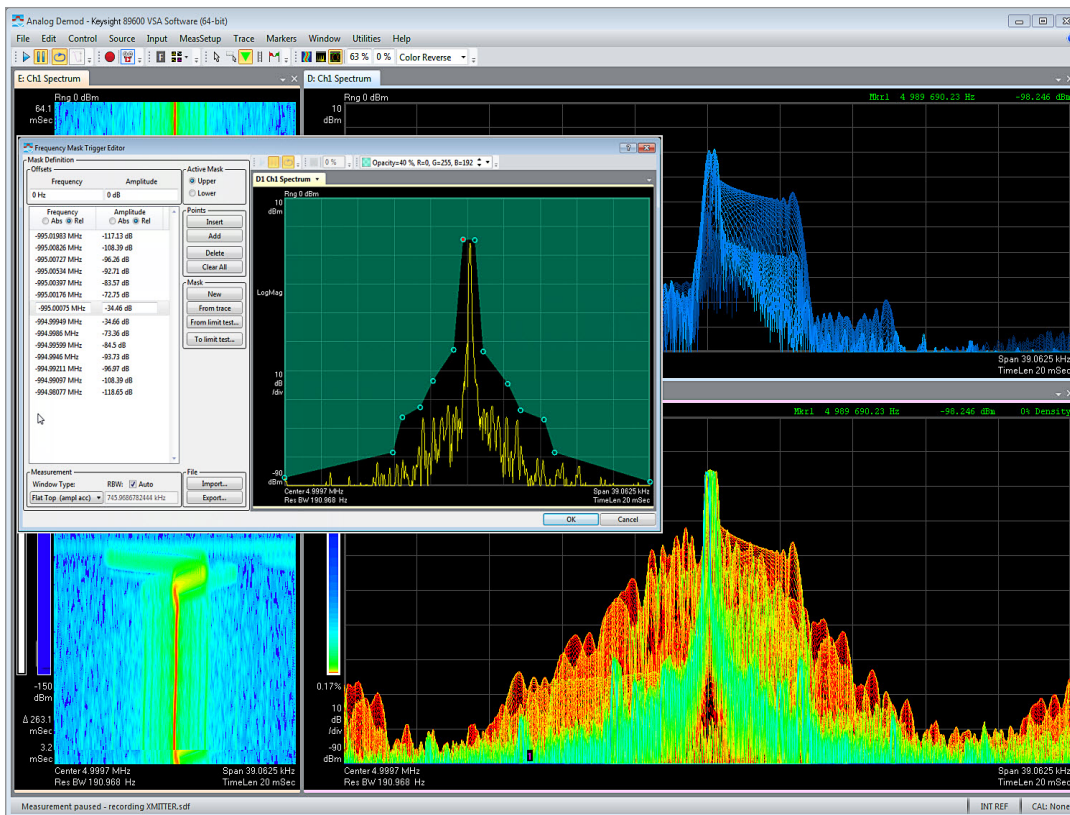 Analog Demod - Keysight 89600 VSA Software (64-bit)
File Edit Control Source Input MeasSetup Trace Markers Window Utilities Help
63 % 0 % Color Reverse
E: Ch1 Spectrum
D: Ch1 Spectrum
Rng 0 dBm
64.1
mSec
Rng 0 dBm
Mkr1 4 989 690.23 Hz -98.246 dBm
10
dBm
Frequency Mask Trigger Editor
Mask Definition
Offsets
Frequency Amplitude
0 Hz 0 dB
Frequency Amplitude
Abs Rel Abs Rel
-995.01983 MHz -117.13 dB
-995.00826 MHz -108.39 dB
-995.00727 MHz -96.26 dB
-995.00534 MHz -92.71 dB
-995.00397 MHz -83.57 dB
-995.00176 MHz -72.75 dB
-995.00075 MHz -34.46 dB
-994.99949 MHz -34.66 dB
-994.9986 MHz -73.36 dB
-994.99599 MHz -84.5 dB
-994.9946 MHz -93.73 dB
-994.99211 MHz -96.97 dB
-994.99097 MHz -108.39 dB
-994.98077 MHz -118.65 dB
Active Mask
Upper
Lower
Points
Insert
Add
Delete
Clear All
Mask
New
From trace
From limit test...
To limit test...
Measurement
Window Type: RBW: Auto
Flat Top (ampl acc) 745.9686782444 kHz
File
Import...
Export...
0 % Opacity=40 %, R=0, G=255, B=192
D1 Ch1 Spectrum
Rng 0 dBm
10
dBm
LogMag
10
dB
/div
-90
dBm
Center 4.9997 MHz Span 39.0625 kHz
Res BW 190.968 Hz TimeLen 20 mSec
OK Cancel
Span 39.0625 kHz
TimeLen 20 mSec
Mkr1 4 989 690.23 Hz -98.246 dBm 0% Density
-150
dBm
Δ 263.1
mSec
3.2
mSec
Center 4.9997 MHz Span 39.0625 kHz
Res BW 190.968 Hz TimeLen 20 mSec
0.17%
10
dB
/div
-90
dBm
1
Center 4.9997 MHz Span 39.0625 kHz
Res BW 190.968 Hz TimeLen 20 mSec
Measurement paused - recording XMITTER.sdf INT REF CAL: None